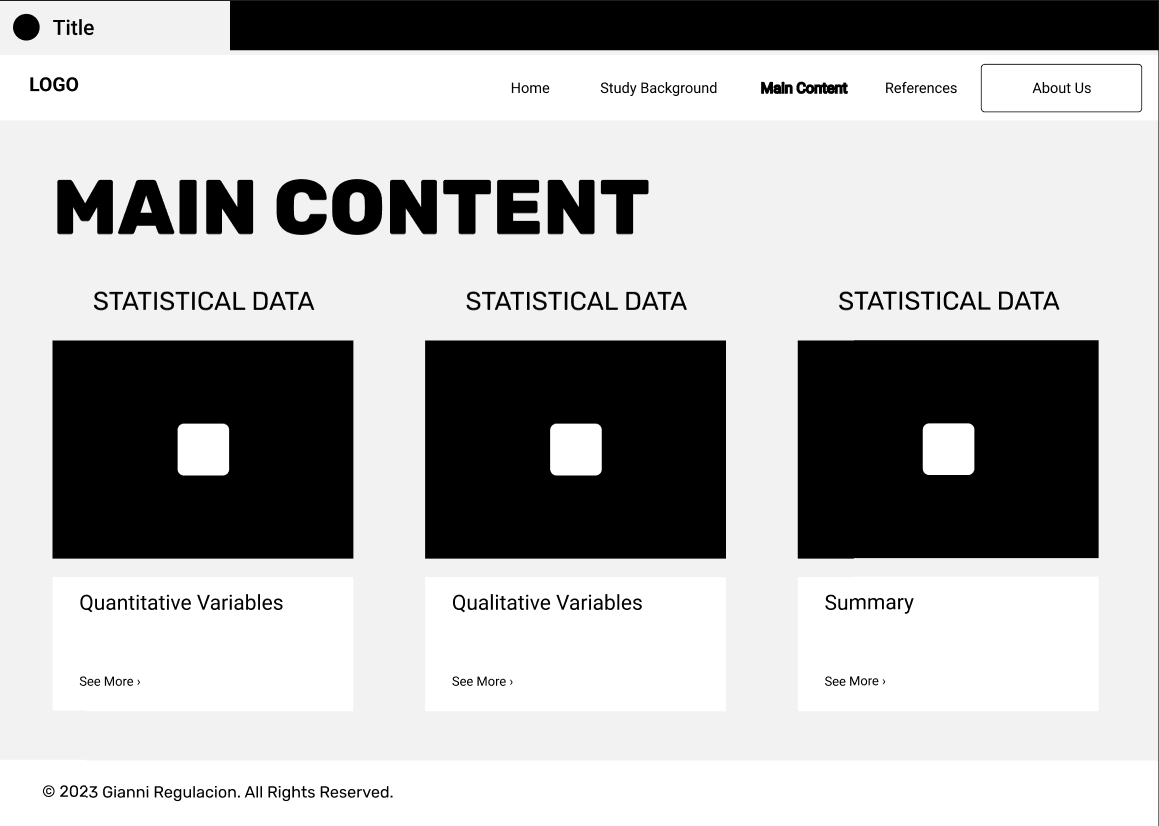 Title
LOGO
Home Study Background Main Content References About Us
MAIN CONTENT
STATISTICAL DATA STATISTICAL DATA STATISTICAL DATA
Quantitative Variables Qualitative Variables Summary
See More › See More › See More ›
© 2023 Gianni Regulacion. All Rights Reserved.